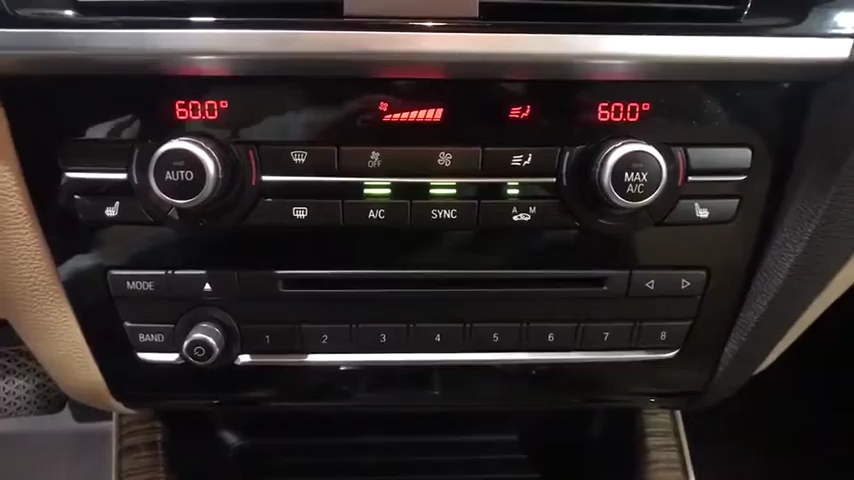 60.0° 60.0°
AUTO OFF MAX A/C
A/C SYNC A M
MODE
BAND 1 2 3 4 5 6 7 8